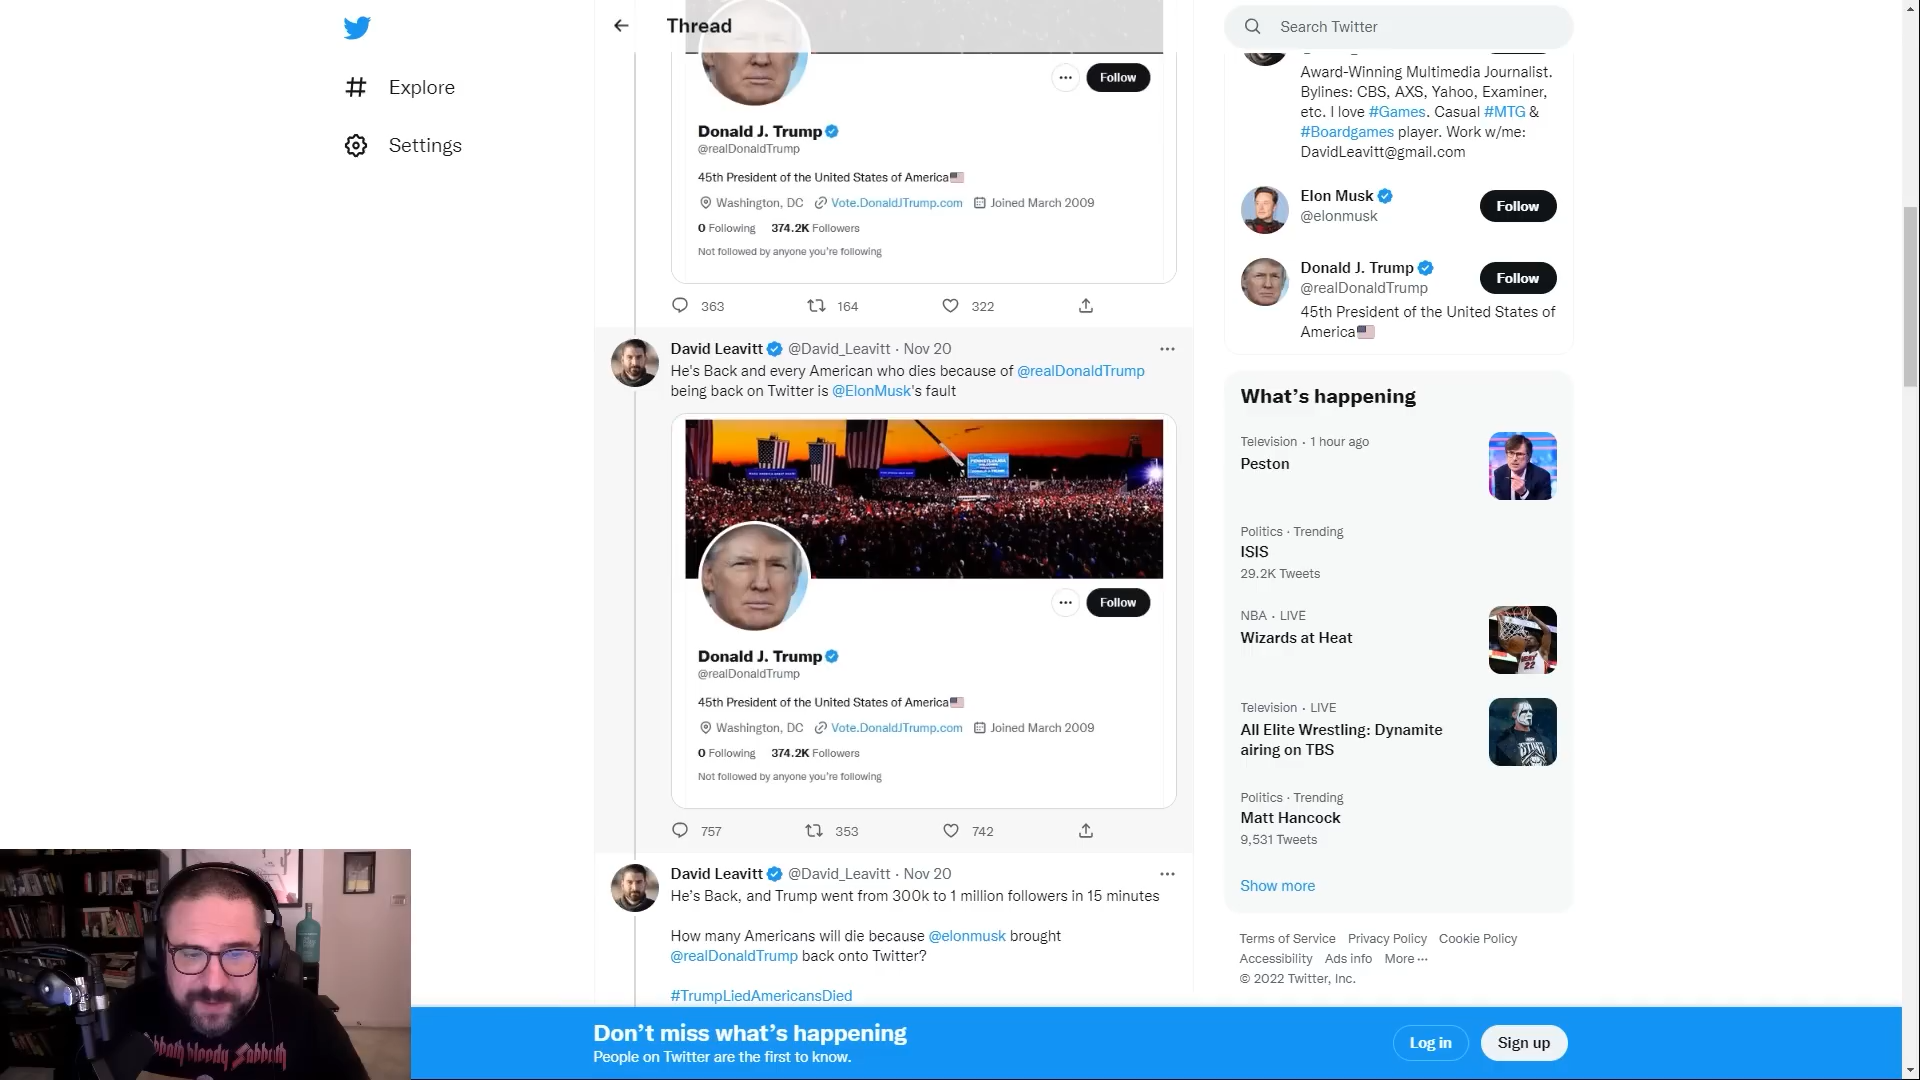 Explore
Settings
Thread
Follow
Donald J. Trump
@realDonaldTrump
45th President of the United States of America🇺🇸
Washington, DC Vote.DonaldJTrump.com Joined March 2009
0 Following 374.2K Followers
Not followed by anyone you're following
363 164 322
David Leavitt @David_Leavitt · Nov 20
He's Back and every American who dies because of @realDonaldTrump
being back on Twitter is @ElonMusk's fault
Follow
Donald J. Trump
@realDonaldTrump
45th President of the United States of America🇺🇸
Washington, DC Vote.DonaldJTrump.com Joined March 2009
0 Following 374.2K Followers
Not followed by anyone you're following
757 353 742
David Leavitt @David_Leavitt · Nov 20
He's Back, and Trump went from 300k to 1 million followers in 15 minutes
How many Americans will die because @elonmusk brought
@realDonaldTrump back onto Twitter?
#TrumpLiedAmericansDied
Search Twitter
Award-Winning Multimedia Journalist.
Bylines: CBS, AXS, Yahoo, Examiner,
etc. I love #Games. Casual #MTG &
#Boardgames player. Work w/me:
DavidLeavitt@gmail.com
Elon Musk
@elonmusk
Follow
Donald J. Trump
@realDonaldTrump
Follow
45th President of the United States of
America🇺🇸
What's happening
Television · 1 hour ago
Peston
Politics · Trending
ISIS
29.2K Tweets
NBA · LIVE
Wizards at Heat
Television · LIVE
All Elite Wrestling: Dynamite
airing on TBS
Politics · Trending
Matt Hancock
9,531 Tweets
Show more
Terms of Service Privacy Policy Cookie Policy
Accessibility Ads info More ···
© 2022 Twitter, Inc.
Don't miss what's happening
People on Twitter are the first to know.
Log in
Sign up
bloody Sabbath